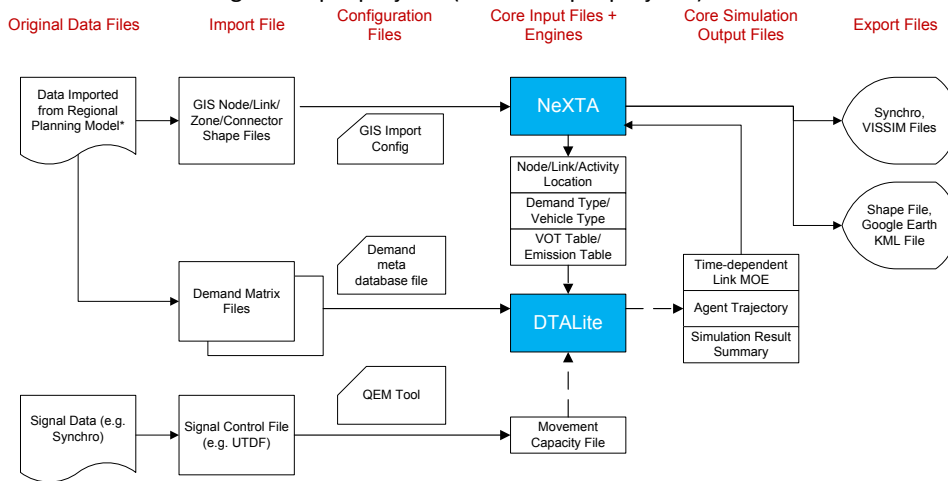 Original Data Files
Import File
Configuration
Files
Core Input Files +
Engines
Core Simulation
Output Files
Export Files
Data Imported
from Regional
Planning Model*
GIS Node/Link/
Zone/Connector
Shape Files
GIS Import
Config
NeXTA
Synchro,
VISSIM Files
Node/Link/Activity
Location
Demand Type/
Vehicle Type
VOT Table/
Emission Table
Shape File,
Google Earth
KML File
Demand Matrix
Files
Demand
meta
database file
DTALite
Time-dependent
Link MOE
Agent Trajectory
Simulation Result
Summary
Signal Data (e.g.
Synchro)
Signal Control File
(e.g. UTDF)
QEM Tool
Movement
Capacity File